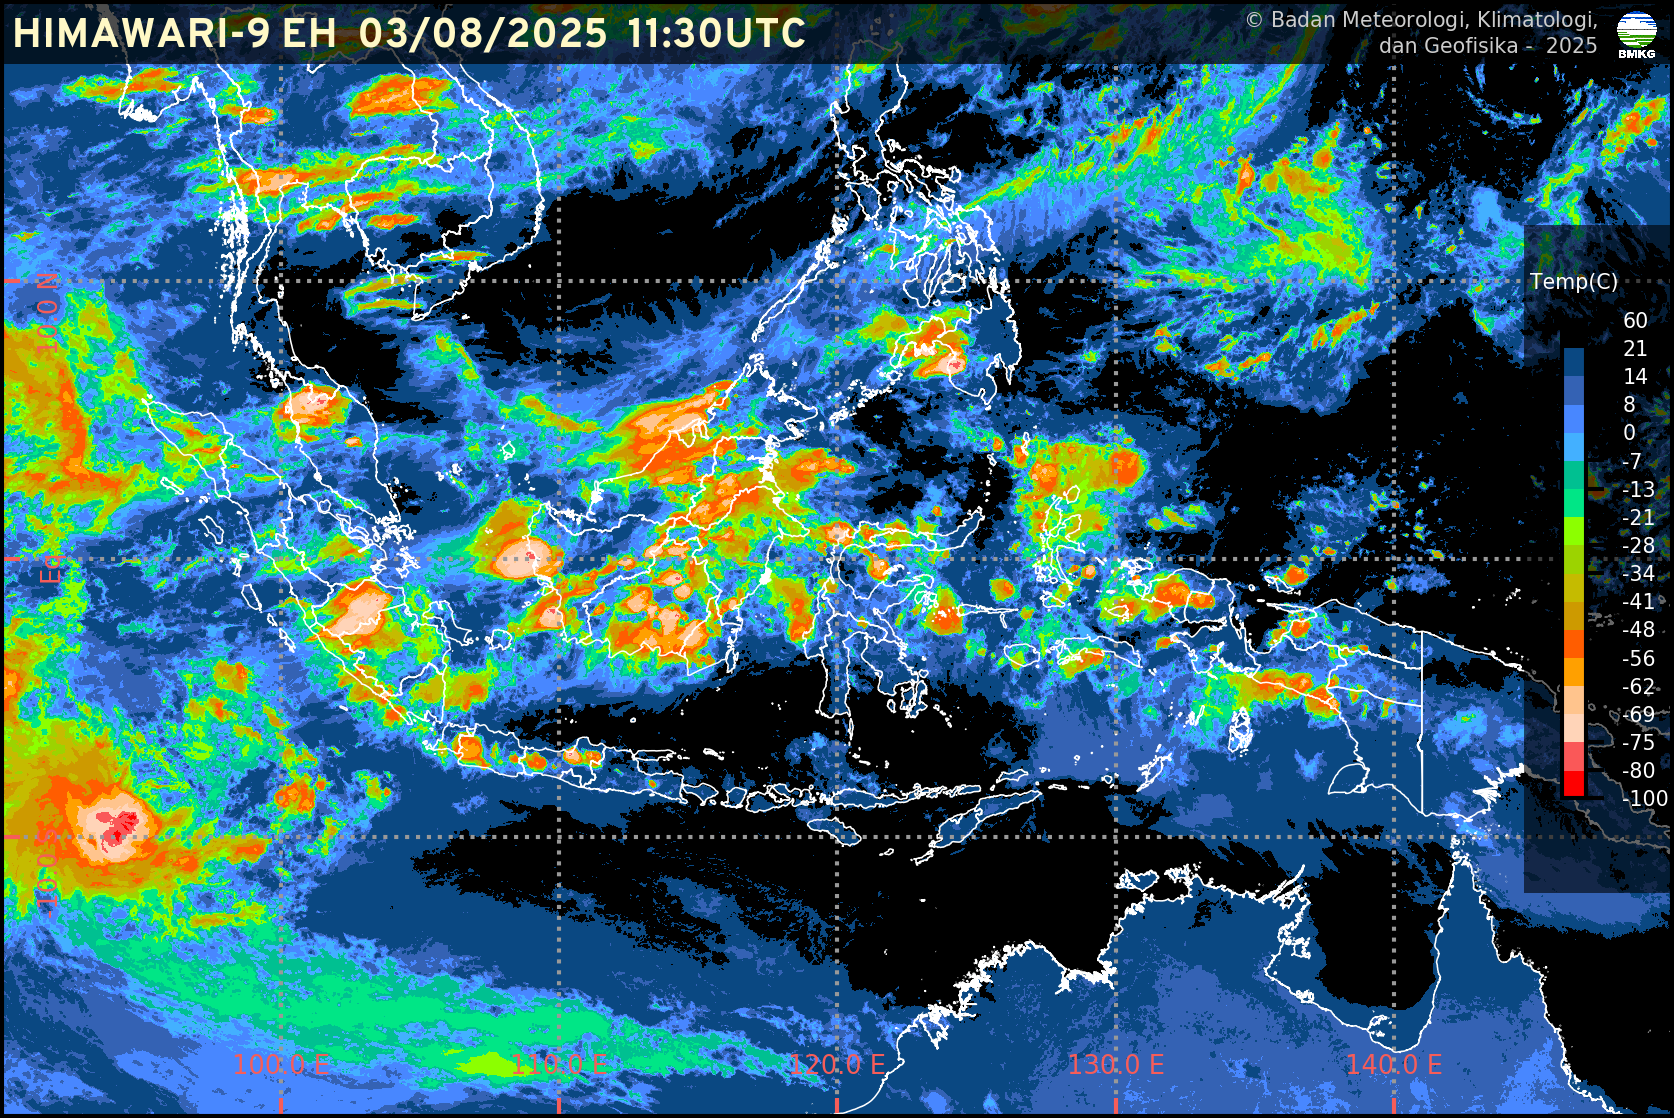 HIMAWARI-9 EH 03/08/2025 11:30UTC
© Badan Meteorologi, Klimatologi,
dan Geofisika - 2025
BMKG
Temp(C)
60
21
14
8
0
-7
-13
-21
-28
-34
-41
-48
-56
-62
-69
-75
-80
-100
10.0 N
Eq
-10.0 S
100.0 E
110.0 E
120.0 E
130.0 E
140.0 E